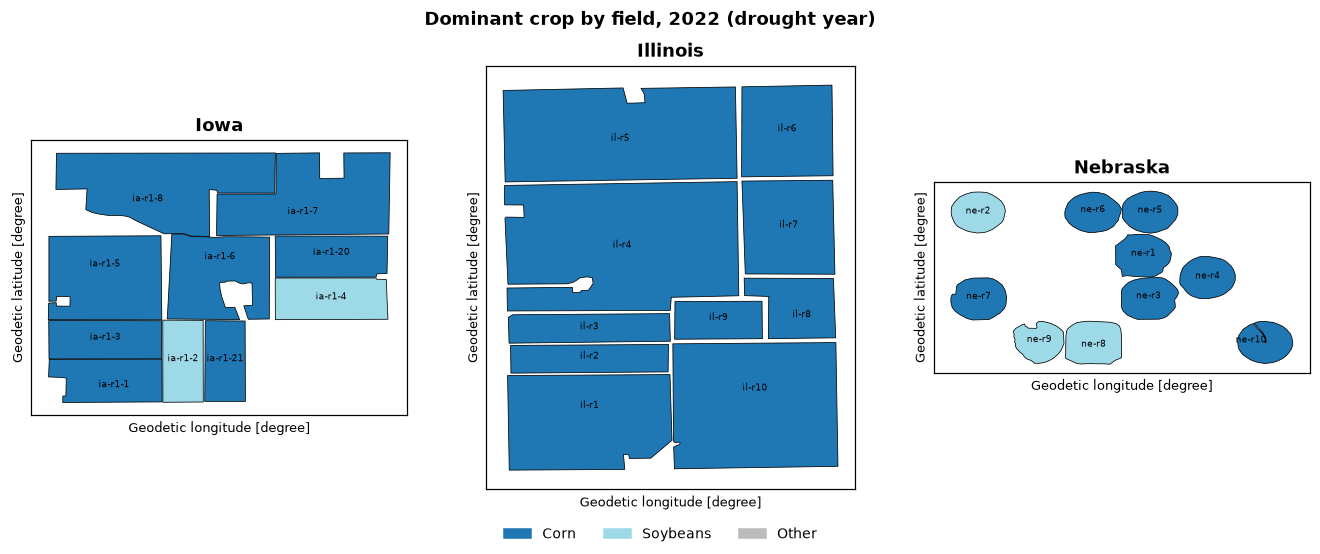 Dominant crop by field, 2022 (drought year)
Iowa
Geodetic latitude [degree]
ia-r1-8
ia-r1-7
ia-r1-5
ia-r1-6
ia-r1-20
ia-r1-4
ia-r1-3
ia-r1-2
ia-r1-21
ia-r1-1
Geodetic longitude [degree]
Illinois
Geodetic latitude [degree]
il-r5
il-r6
il-r4
il-r7
il-r3
il-r9
il-r8
il-r2
il-r1
il-r10
Geodetic longitude [degree]
Nebraska
Geodetic latitude [degree]
ne-r2
ne-r6
ne-r5
ne-r1
ne-r4
ne-r7
ne-r3
ne-r9
ne-r8
ne-r10
Geodetic longitude [degree]
Corn
Soybeans
Other